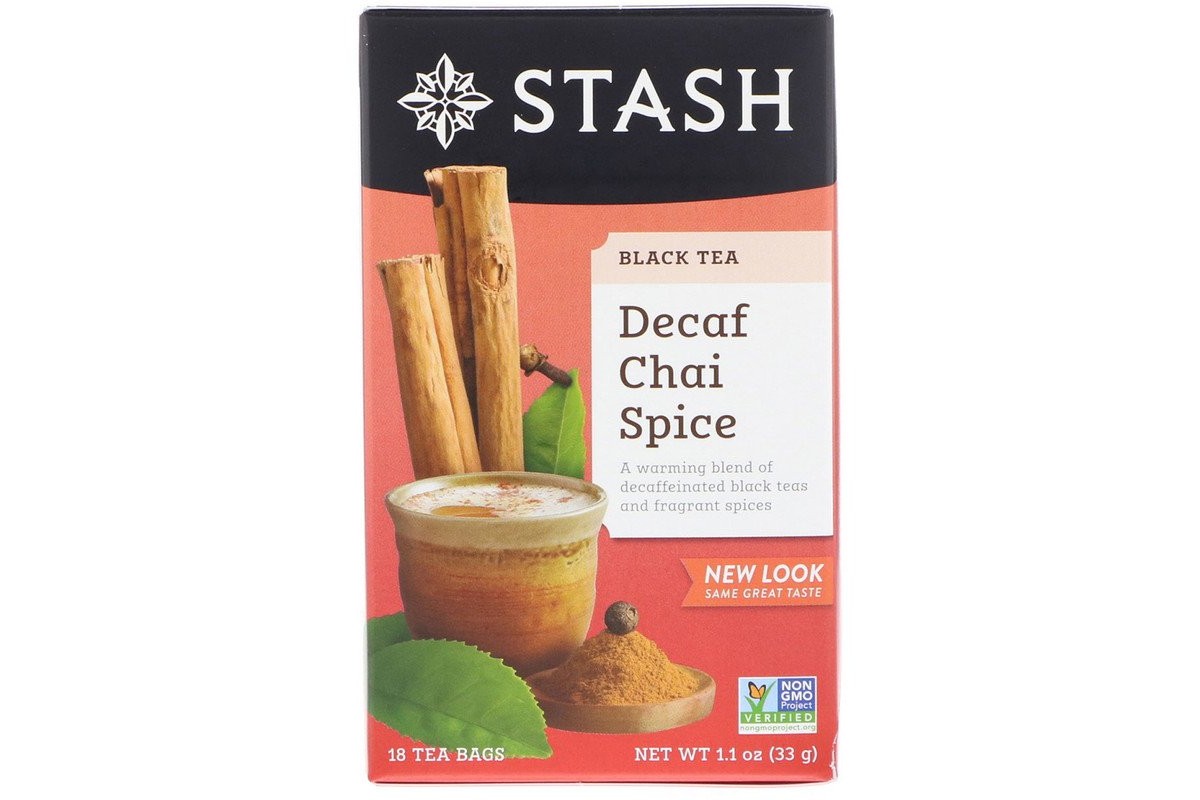 STASH
BLACK TEA
Decaf
Chai
Spice
A warming blend of
decaffeinated black teas
and fragrant spices
NEW LOOK
SAME GREAT TASTE
NON
GMO
Project
VERIFIED
nongmoproject.org
18 TEA BAGS
NET WT 1.1 oz (33 g)